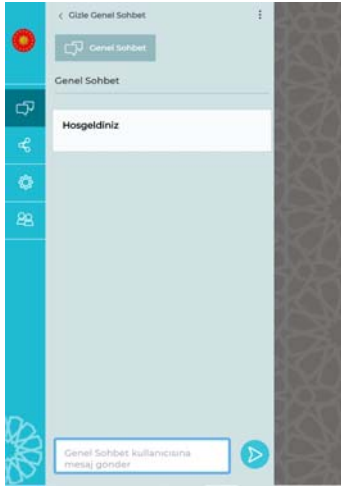 < Gizle Genel Sohbet
Genel Sohbet
Genel Sohbet
Hosgeldiniz
Genel Sohbet kullanıcısına
mesaj gönder